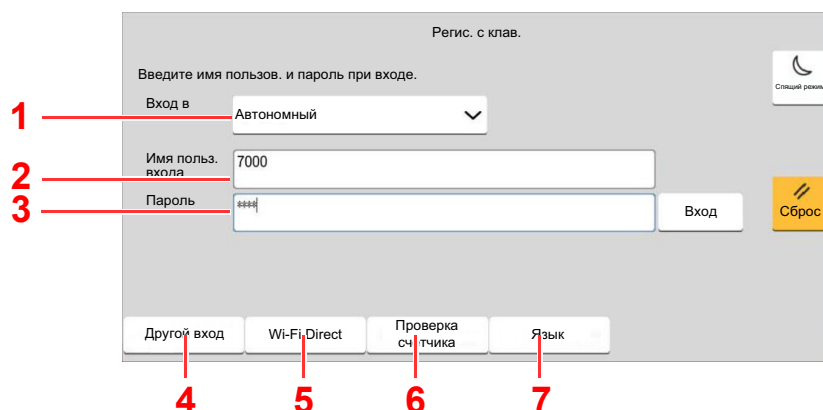 Регис. с клав.
Введите имя пользов. и пароль при входе.
Спящий режим
Вход в
Автономный
1
Имя польз.
входа
7000
2
Пароль
****
Вход
Сброс
3
Другой вход
Wi-Fi Direct
Проверка
счетчика
Язык
4
5
6
7